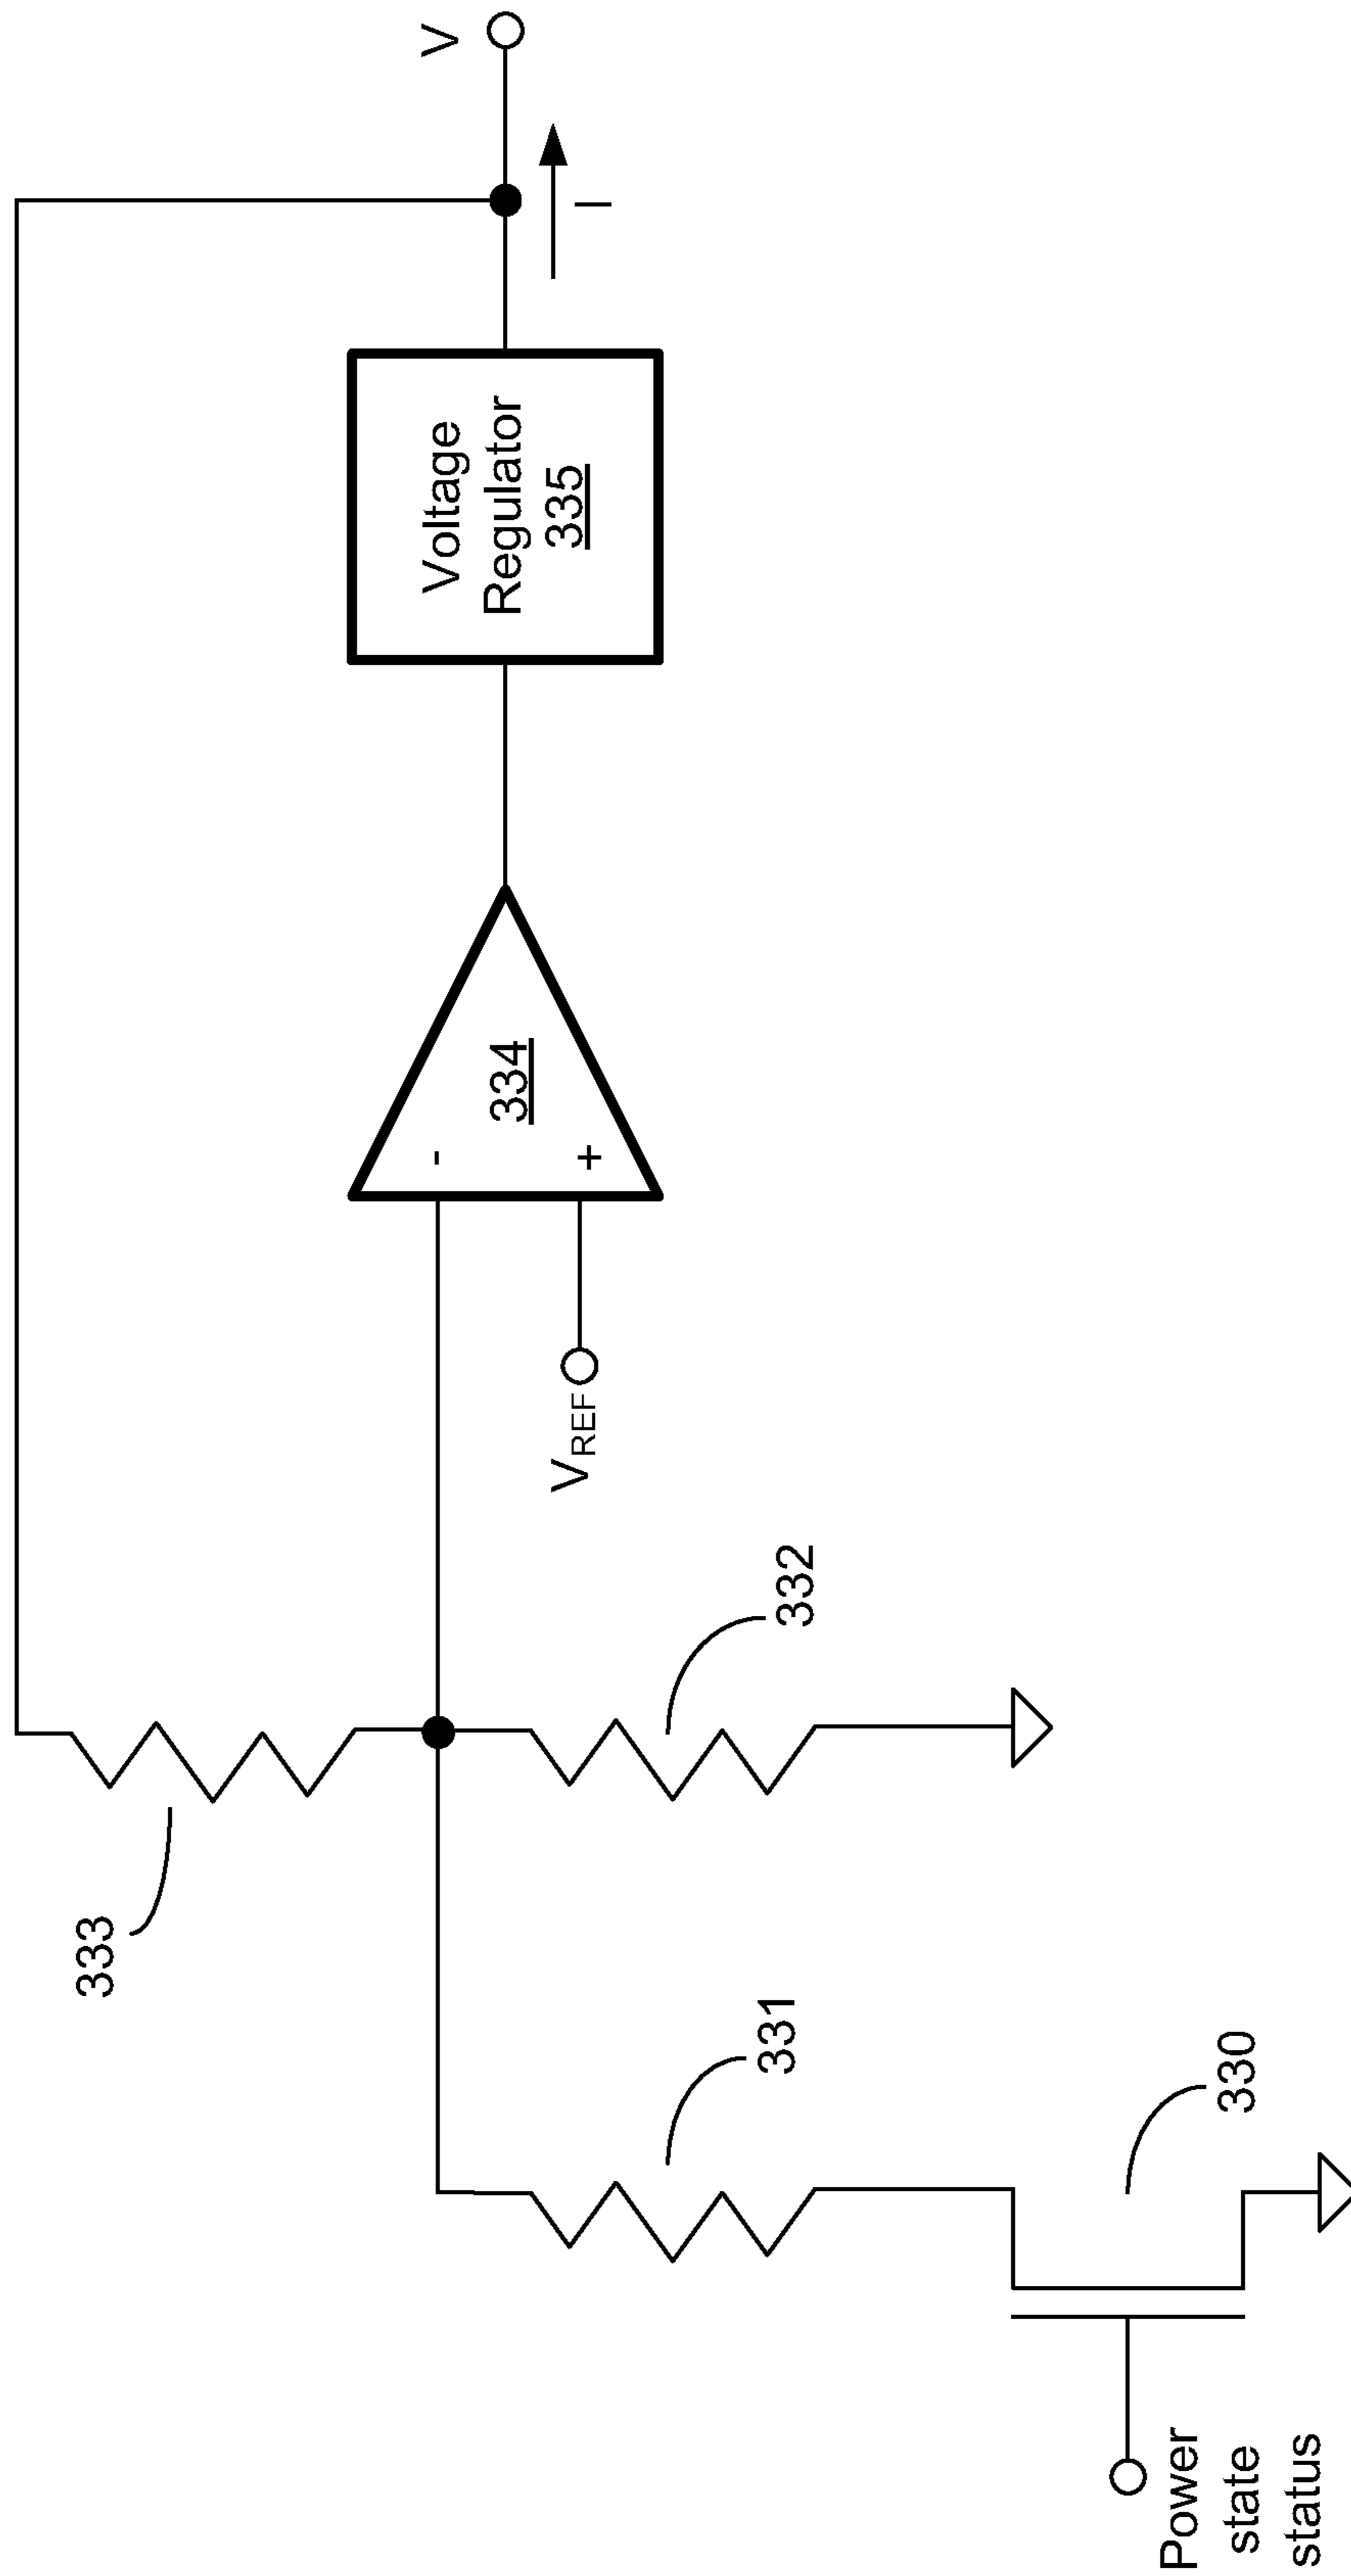 333
331
332
330
Power
state
status
VREF
-
+
334
Voltage
Regulator
335
I
V